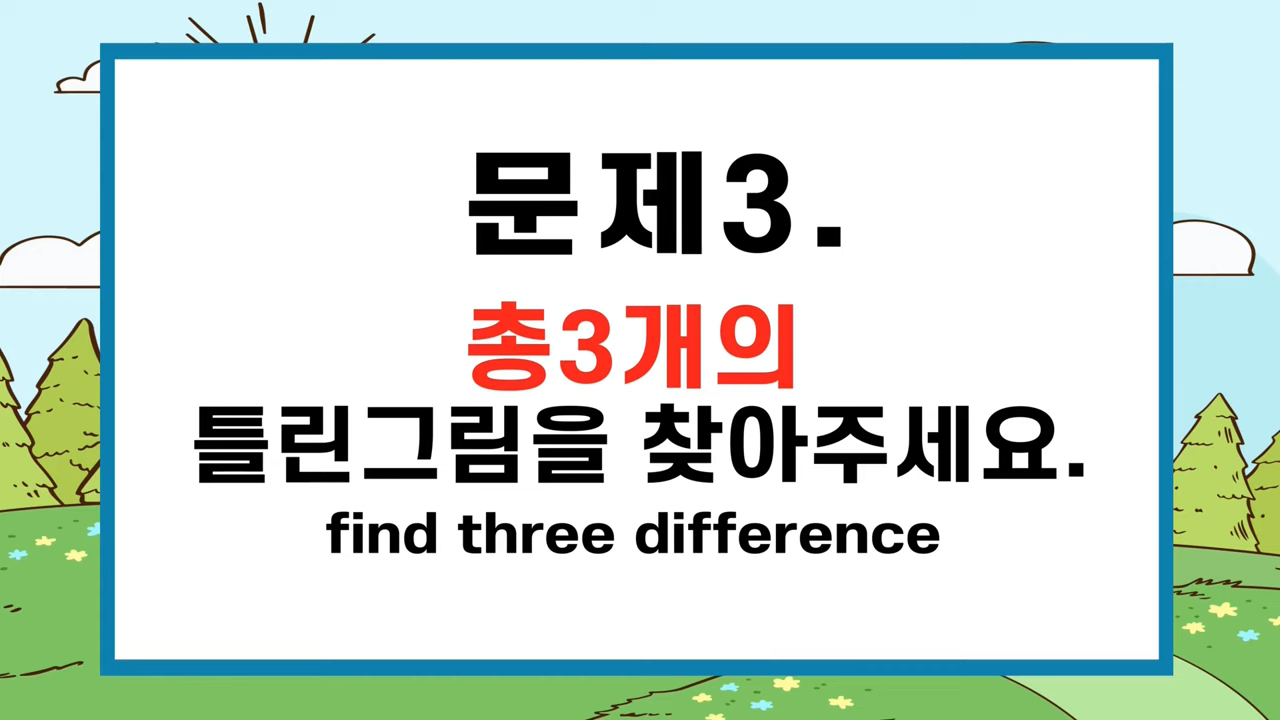 문제3.
총3개의
틀린그림을 찾아주세요.
find three difference